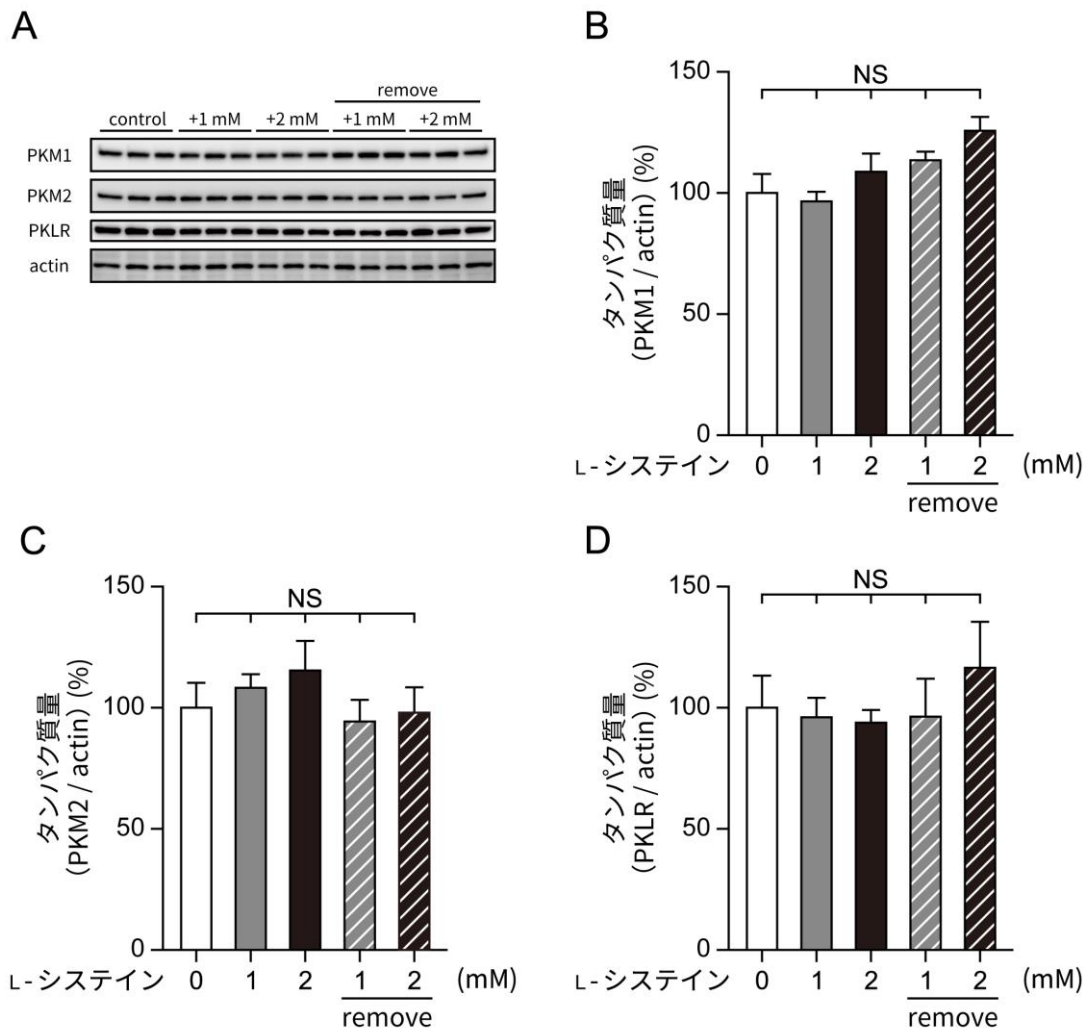 A
remove
control +1 mM +2 mM +1 mM +2 mM
PKM1
PKM2
PKLR
actin
B
NS
150
100
50
0
タンパク質量
(PKM1 / actin) (%)
L-システイン 0 1 2 1 2 (mM)
remove
C
NS
150
100
50
0
タンパク質量
(PKM2 / actin) (%)
L-システイン 0 1 2 1 2 (mM)
remove
D
NS
150
100
50
0
タンパク質量
(PKLR / actin) (%)
L-システイン 0 1 2 1 2 (mM)
remove